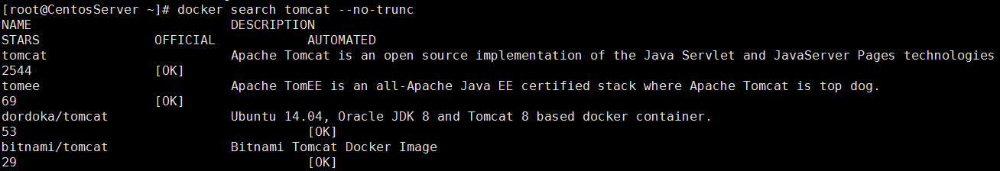 [root@CentosServer ~]# docker search tomcat --no-trunc
NAME DESCRIPTION
STARS OFFICIAL AUTOMATED
tomcat Apache Tomcat is an open source implementation of the Java Servlet and JavaServer Pages technologies
2544 [OK]
tomee Apache TomEE is an all-Apache Java EE certified stack where Apache Tomcat is top dog.
69 [OK]
dordoka/tomcat Ubuntu 14.04, Oracle JDK 8 and Tomcat 8 based docker container.
53 [OK]
bitnami/tomcat Bitnami Tomcat Docker Image
29 [OK]